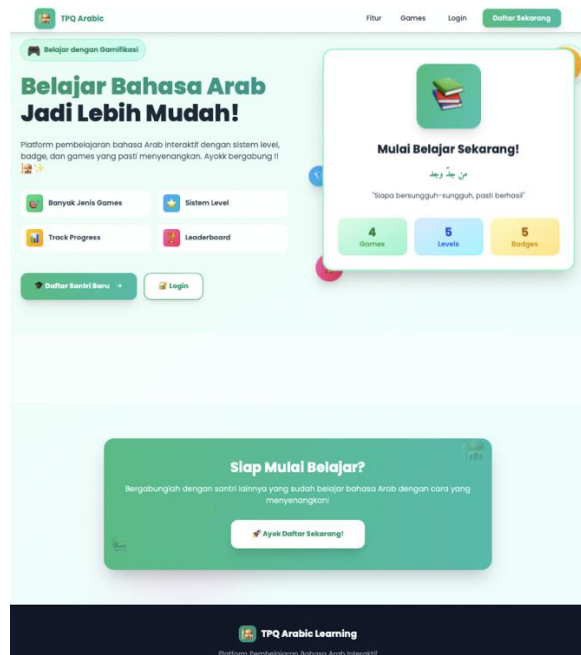 TPQ Arabic
Fitur
Games
Login
Daftar Sekarang
Belajar dengan Gamifikasi
Belajar Bahasa Arab
Jadi Lebih Mudah!
Platform pembelajaran bahasa Arab interaktif dengan sistem level,
badge, dan games yang pasti menyenangkan. Ayokk bergabung !!
Banyak Jenis Games
Sistem Level
Track Progress
Leaderboard
Daftar Santri Baru →
Login
Mulai Belajar Sekarang!
من جدّ وجد
"Siapa bersungguh-sungguh, pasti berhasil"
4
Games
5
Levels
5
Badges
Siap Mulai Belajar?
Bergabunglah dengan santri lainnya yang sudah belajar bahasa Arab dengan cara yang
menyenangkan!
Ayok Daftar Sekarang!
TPQ Arabic Learning
Platform Pembelajaran Bahasa Arab Interaktif